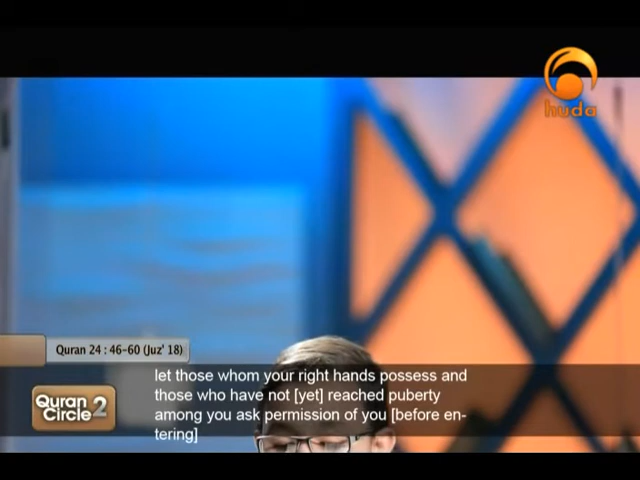 huda
Quran 24 : 46-60 (Juz' 18)
let those whom your right hands possess and
those who have not [yet] reached puberty
among you ask permission of you [before en-
tering]
Quran
Circle 2